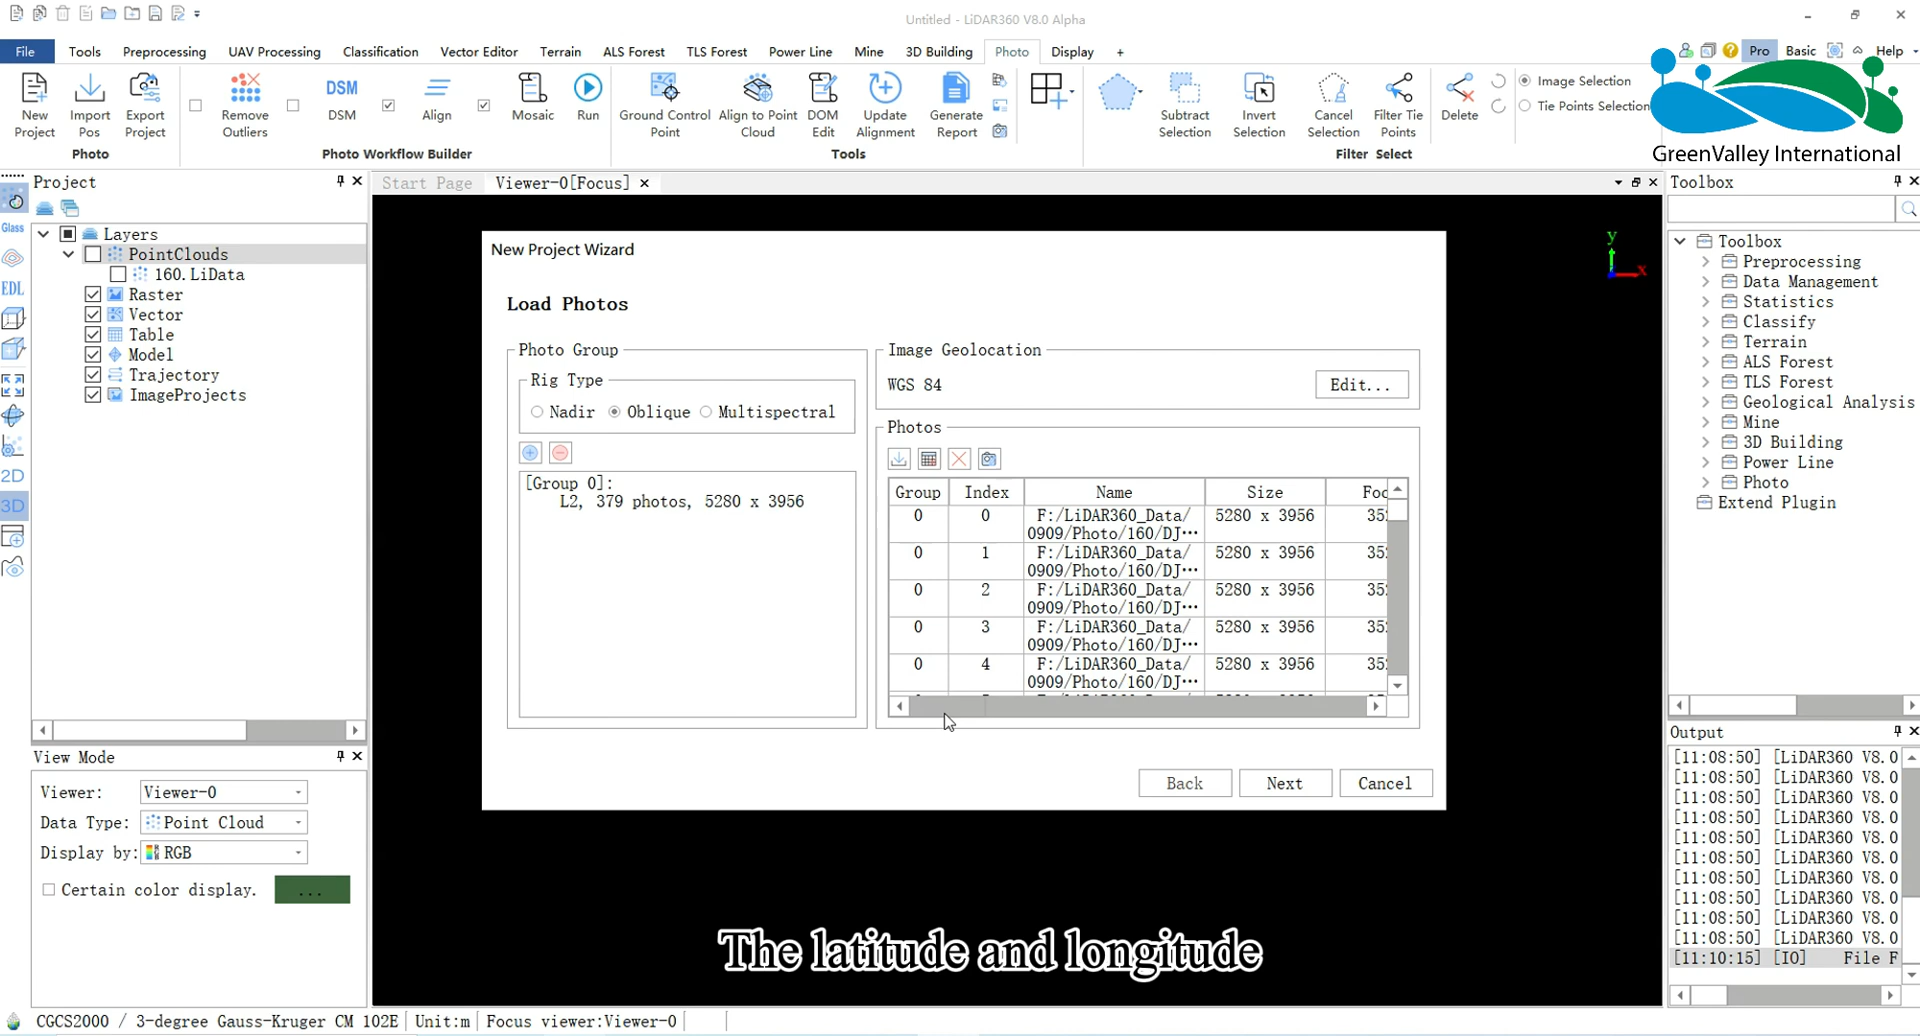 Untitled - LiDAR360 V8.0 Alpha
File Tools Preprocessing UAV Processing Classification Vector Editor Terrain ALS Forest TLS Forest Power Line Mine 3D Building Photo Display + Pro Basic Help
New Project Import Pos Export Project Remove Outliers DSM DSM Align Mosaic Run Ground Control Point Align to Point Cloud DOM Edit Update Alignment Generate Report Subtract Selection Invert Selection Cancel Selection Filter Tie Points Delete
Image Selection
Tie Points Selection
Photo Photo Workflow Builder Tools Filter Select
GreenValley International
Project
Start Page Viewer-0[Focus]
Toolbox
Glass
EDL
2D
3D
Layers
PointClouds
160.LiData
Raster
Vector
Table
Model
Trajectory
ImageProjects
y
x
New Project Wizard
Load Photos
Photo Group
Rig Type
Nadir Oblique Multispectral
[Group 0]:
L2, 379 photos, 5280 x 3956
Image Geolocation
WGS 84 Edit...
Photos
Group Index Name Size Foc
0 0 F:/LiDAR360_Data/ 5280 x 3956 35
0909/Photo/160/DJ...
0 1 F:/LiDAR360_Data/ 5280 x 3956 35
0909/Photo/160/DJ...
0 2 F:/LiDAR360_Data/ 5280 x 3956 35
0909/Photo/160/DJ...
0 3 F:/LiDAR360_Data/ 5280 x 3956 35
0909/Photo/160/DJ...
0 4 F:/LiDAR360_Data/ 5280 x 3956 35
0909/Photo/160/DJ...
Back Next Cancel
Toolbox
Preprocessing
Data Management
Statistics
Classify
Terrain
ALS Forest
TLS Forest
Geological Analysis
Mine
3D Building
Power Line
Photo
Extend Plugin
View Mode
Viewer: Viewer-0
Data Type: Point Cloud
Display by: RGB
Certain color display. ...
Output
[11:08:50] [LiDAR360 V8.0
[11:08:50] [LiDAR360 V8.0
[11:08:50] [LiDAR360 V8.0
[11:08:50] [LiDAR360 V8.0
[11:08:50] [LiDAR360 V8.0
[11:08:50] [LiDAR360 V8.0
[11:08:50] [LiDAR360 V8.0
[11:08:50] [LiDAR360 V8.0
[11:08:50] [LiDAR360 V8.0
[11:08:50] [LiDAR360 V8.0
[11:10:15] [IO] File F
The latitude and longitude
CGCS2000 / 3-degree Gauss-Kruger CM 102E Unit:m Focus viewer:Viewer-0